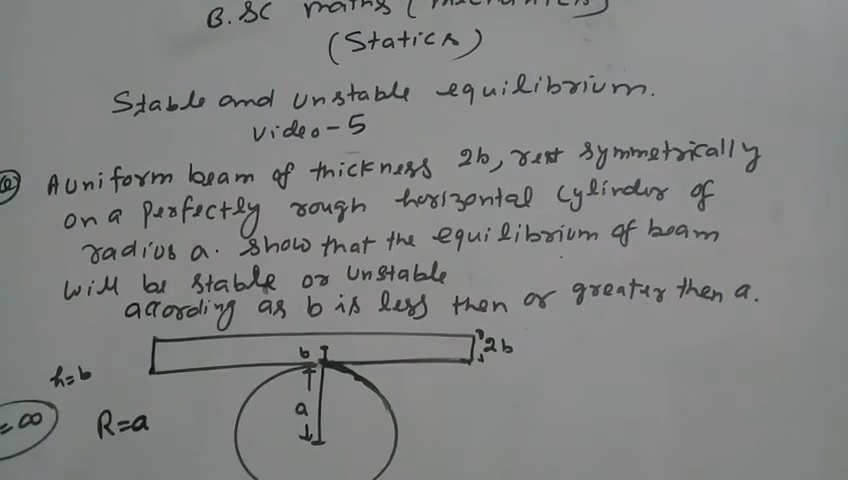 B.SC maths (
(Statics)
Stable and unstable equilibrium.
Video-5
A uniform beam of thickness 2b, rest symmetrically
on a perfectly rough horizontal cylinder of
radius a. show that the equilibrium of beam
will be stable or unstable
according as b is less then or greater then a.
b
2b
h=b
a
=∞
R=a